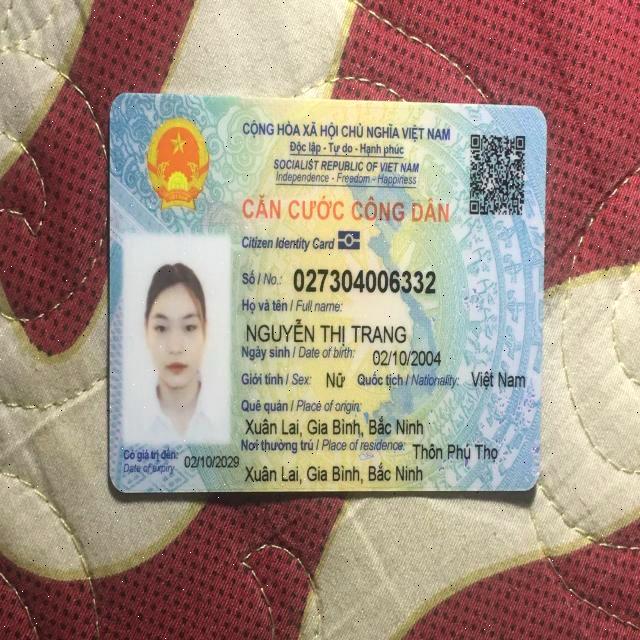 CỘNG HÒA XÃ HỘI CHỦ NGHĨA VIỆT NAM
Độc lập - Tự do - Hạnh phúc
SOCIALIST REPUBLIC OF VIET NAM
Independence - Freedom - Happiness
CĂN CƯỚC CÔNG DÂN
Citizen Identity Card
Số / No.: 027304006332
Họ và tên / Full name:
NGUYỄN THỊ TRANG
Ngày sinh / Date of birth: 02/10/2004
Giới tính / Sex: Nữ Quốc tịch / Nationality: Việt Nam
Quê quán / Place of origin:
Xuân Lai, Gia Bình, Bắc Ninh
Nơi thường trú / Place of residence: Thôn Phú Thọ
Xuân Lai, Gia Bình, Bắc Ninh
Có giá trị đến: 02/10/2029
Date of expiry